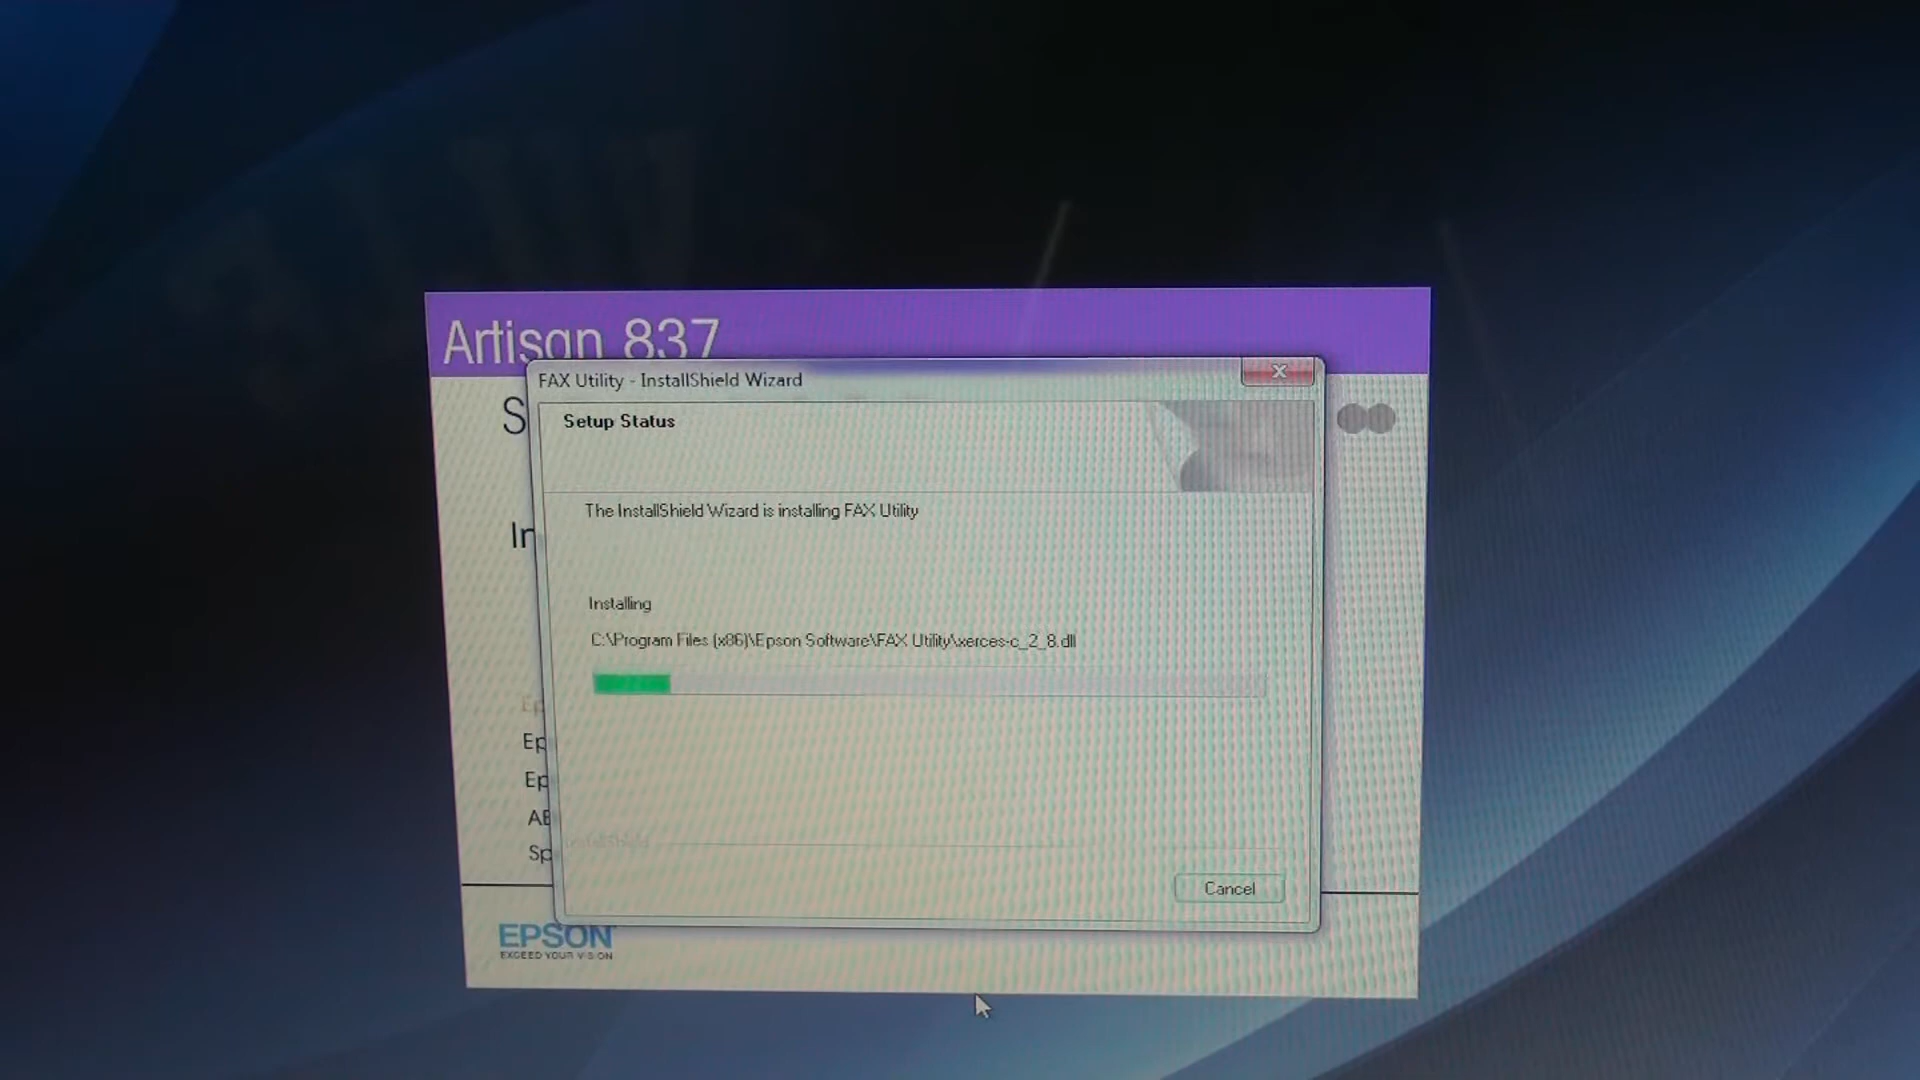 Artisan 837
FAX Utility - InstallShield Wizard
Setup Status
The InstallShield Wizard is installing FAX Utility
Installing
C:\Program Files (x86)\Epson Software\FAX Utility\xerces-c_2_8.dll
InstallShield
Cancel
EPSON
EXCEED YOUR VISION